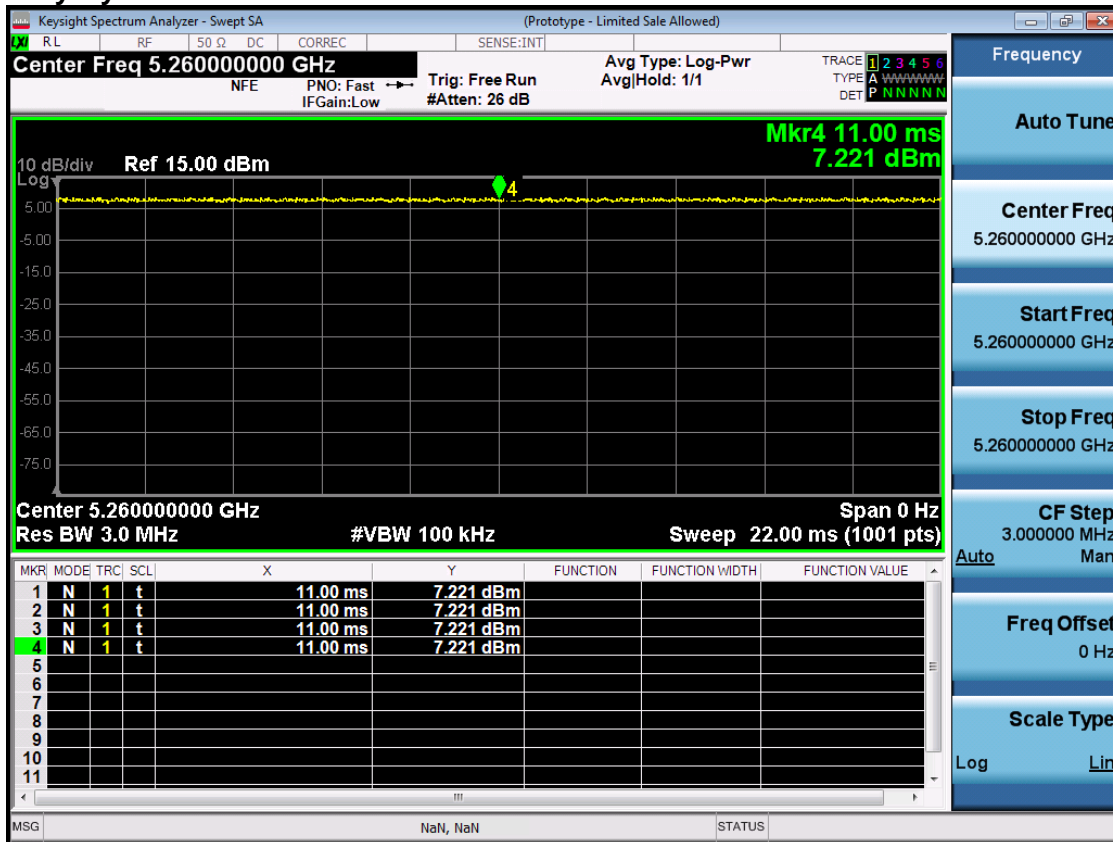 Keysight Spectrum Analyzer - Swept SA (Prototype - Limited Sale Allowed)
LXI RL RF 50 Ω DC CORREC SENSE:INT
Center Freq 5.260000000 GHz
NFE PNO: Fast IFGain:Low
Trig: Free Run
#Atten: 26 dB
Avg Type: Log-Pwr
Avg|Hold: 1/1
TRACE 1 2 3 4 5 6
TYPE A WWWWW
DET P N N N N N
Mkr4 11.00 ms
7.221 dBm
10 dB/div Ref 15.00 dBm
Log
4
5.00
-5.00
-15.0
-25.0
-35.0
-45.0
-55.0
-65.0
-75.0
Center 5.260000000 GHz Span 0 Hz
Res BW 3.0 MHz #VBW 100 kHz Sweep 22.00 ms (1001 pts)
MKR MODE TRC SCL X Y FUNCTION FUNCTION WIDTH FUNCTION VALUE
1 N 1 t 11.00 ms 7.221 dBm
2 N 1 t 11.00 ms 7.221 dBm
3 N 1 t 11.00 ms 7.221 dBm
4 N 1 t 11.00 ms 7.221 dBm
5
6
7
8
9
10
11
MSG NaN, NaN STATUS
Frequency
Auto Tune
Center Freq
5.260000000 GHz
Start Freq
5.260000000 GHz
Stop Freq
5.260000000 GHz
CF Step
3.000000 MHz
Auto Man
Freq Offset
0 Hz
Scale Type
Log Lin